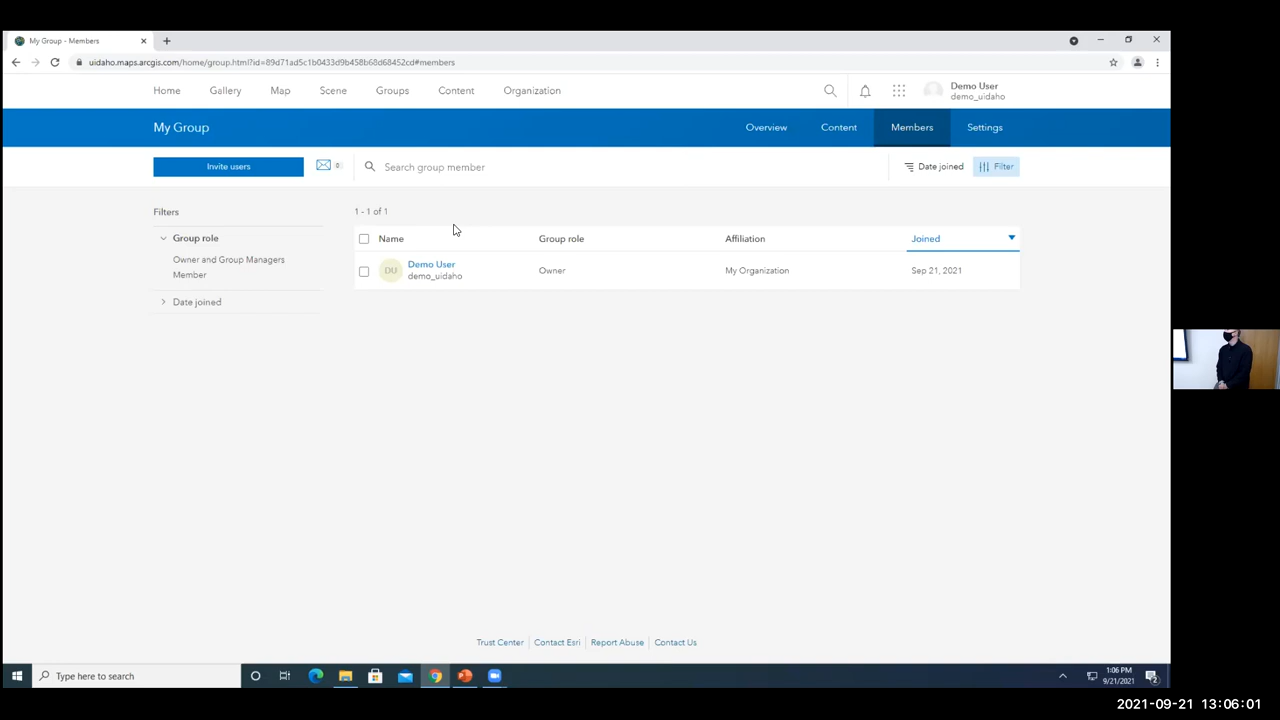 My Group - Members
uidaho.maps.arcgis.com/home/group.html?id=89d71ad5c1b0433d9b458b68d68452cd#members
Home Gallery Map Scene Groups Content Organization
Demo User
demo_uidaho
My Group
Overview Content Members Settings
Invite users
0
Search group member
Date joined
Filter
Filters
1 - 1 of 1
Group role
Name Group role Affiliation Joined
Owner and Group Managers
Member
DU
Demo User
demo_uidaho
Owner
My Organization
Sep 21, 2021
Date joined
Trust Center Contact Esri Report Abuse Contact Us
Type here to search
1:06 PM
9/21/2021
2
2021-09-21 13:06:01